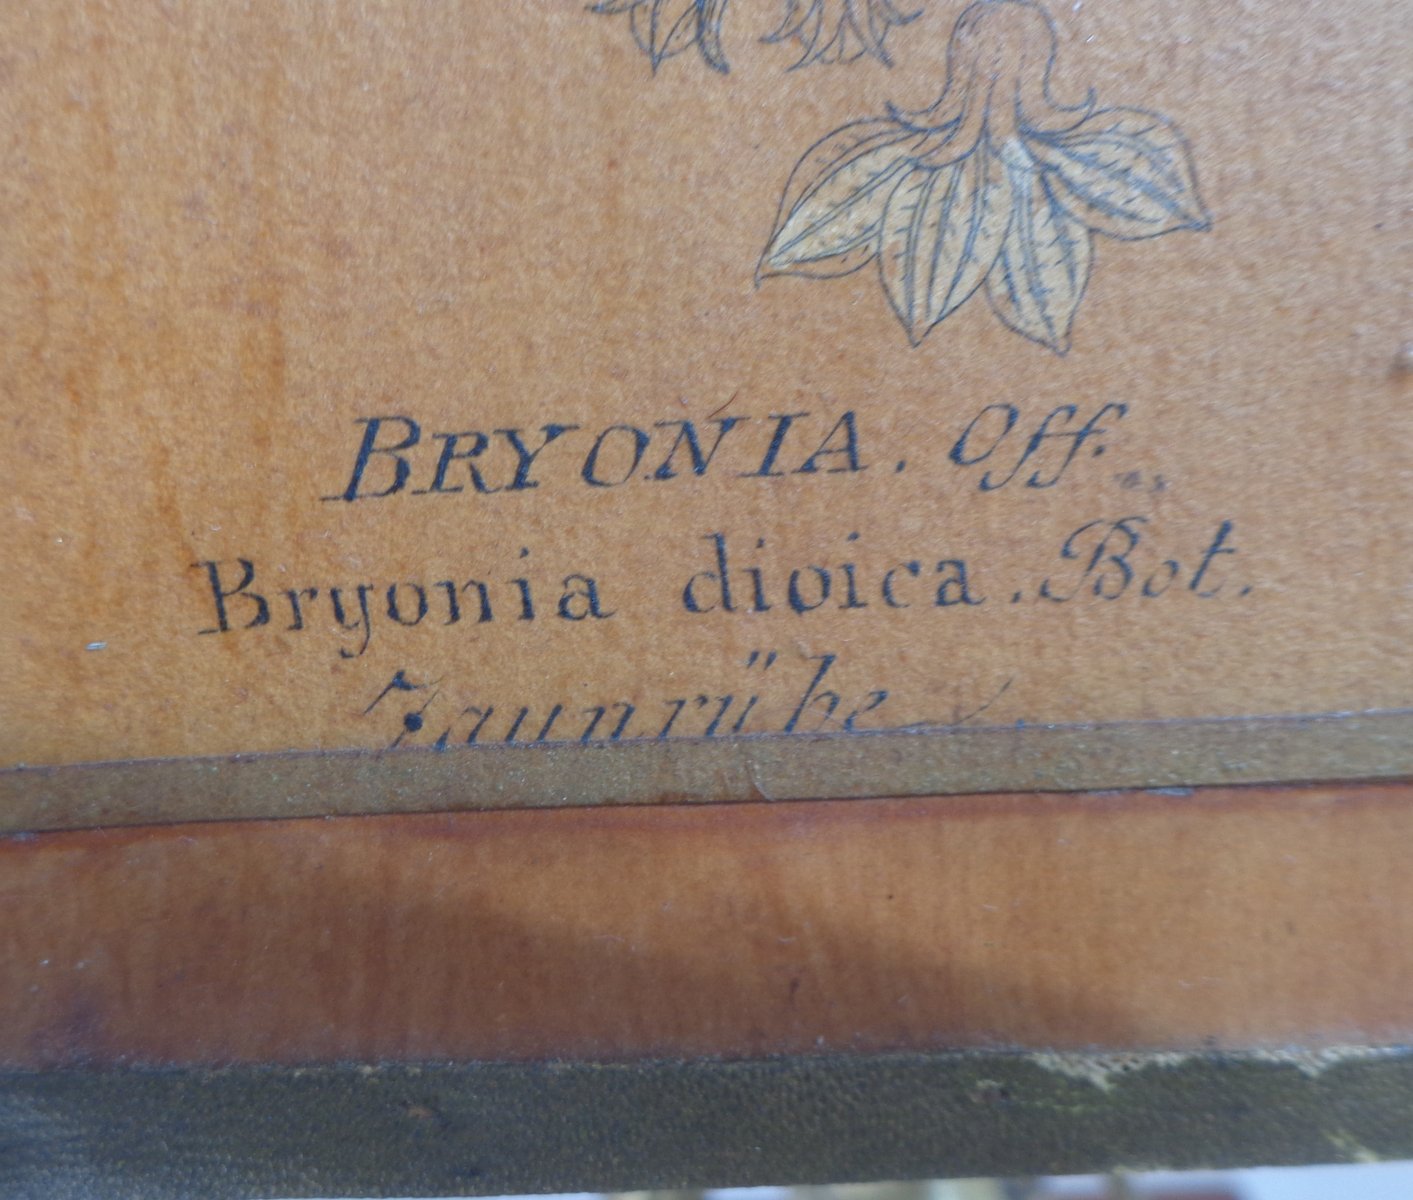 BRYONIA. Off.
Bryonia dioica. Bot.
Zaunrübe